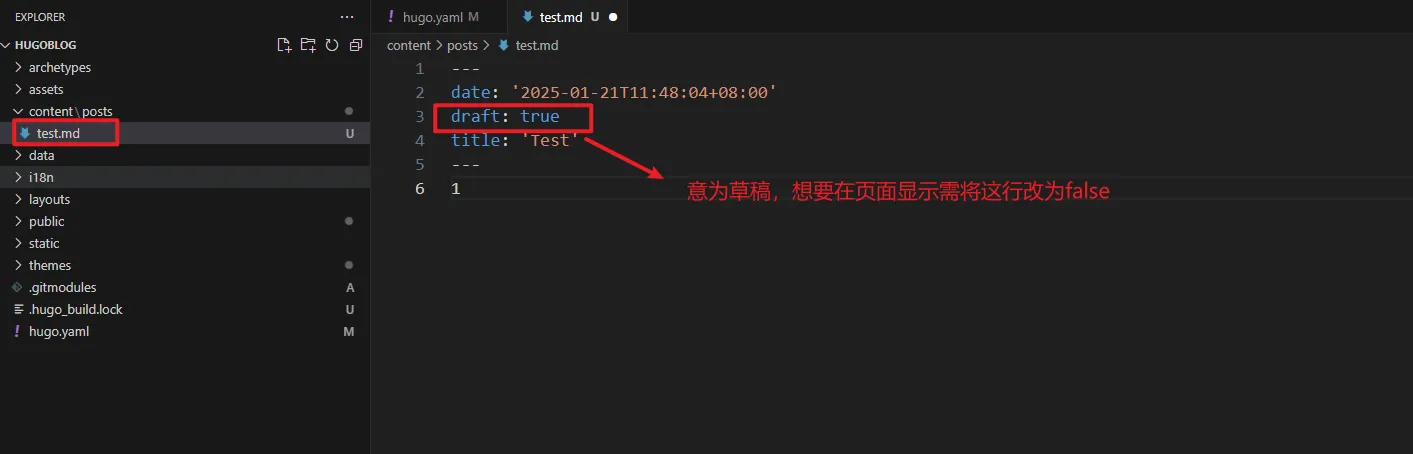 EXPLORER
···
HUGOBLOG
archetypes
assets
content\posts
test.md U
data
i18n
layouts
public
static
themes
.gitmodules A
.hugo_build.lock U
! hugo.yaml M
! hugo.yaml M
test.md U
content > posts > test.md
1 ---
2 date: '2025-01-21T11:48:04+08:00'
3 draft: true
4 title: 'Test'
5 ---
6 1
意为草稿，想要在页面显示需将这行改为false